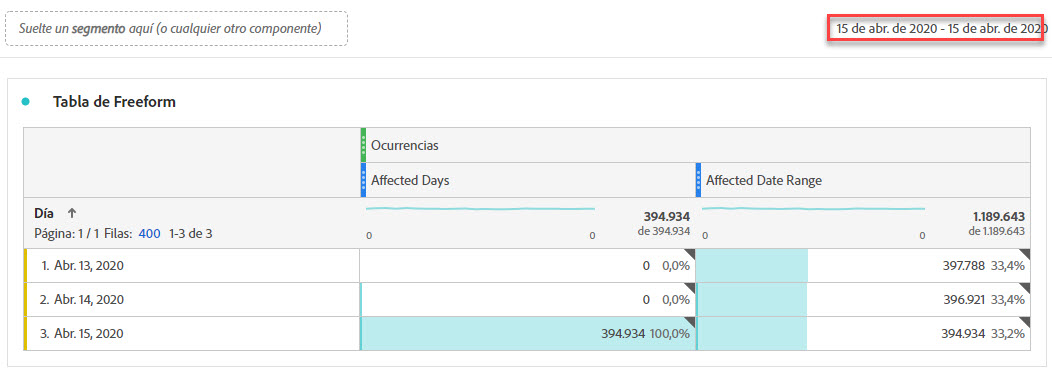 Suelte un segmento aquí (o cualquier otro componente)
15 de abr. de 2020 - 15 de abr. de 2020
Tabla de Freeform
Ocurrencias
Affected Days Affected Date Range
Día ↑ 394.934 1.189.643
Página: 1 / 1 Filas: 400 1-3 de 3 0 0 de 394.934 0 0 de 1.189.643
1. Abr. 13, 2020 0 0,0% 397.788 33,4%
2. Abr. 14, 2020 0 0,0% 396.921 33,4%
3. Abr. 15, 2020 394.934 100,0% 394.934 33,2%